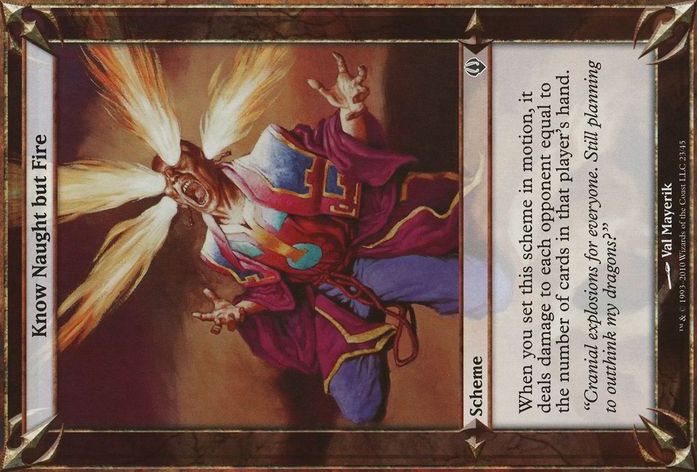 Know Naught but Fire
Scheme
When you set this scheme in motion, it
deals damage to each opponent equal to
the number of cards in that player's hand.
"Cranial explosions for everyone. Still planning
to outthink my dragons?"
Val Mayerik
™ & © 1993–2010 Wizards of the Coast LLC 23/45